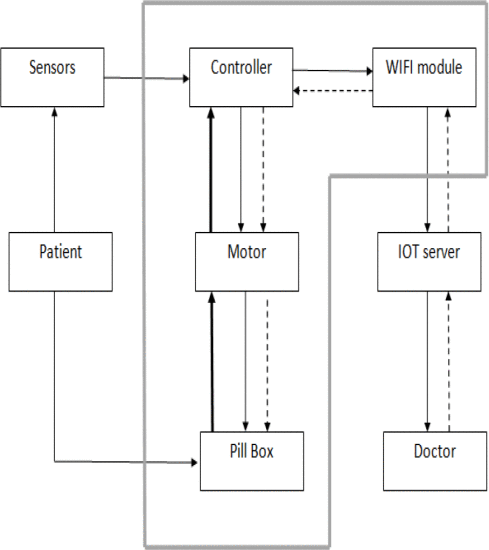 Sensors
Controller
WIFI module
Patient
Motor
IOT server
Pill Box
Doctor